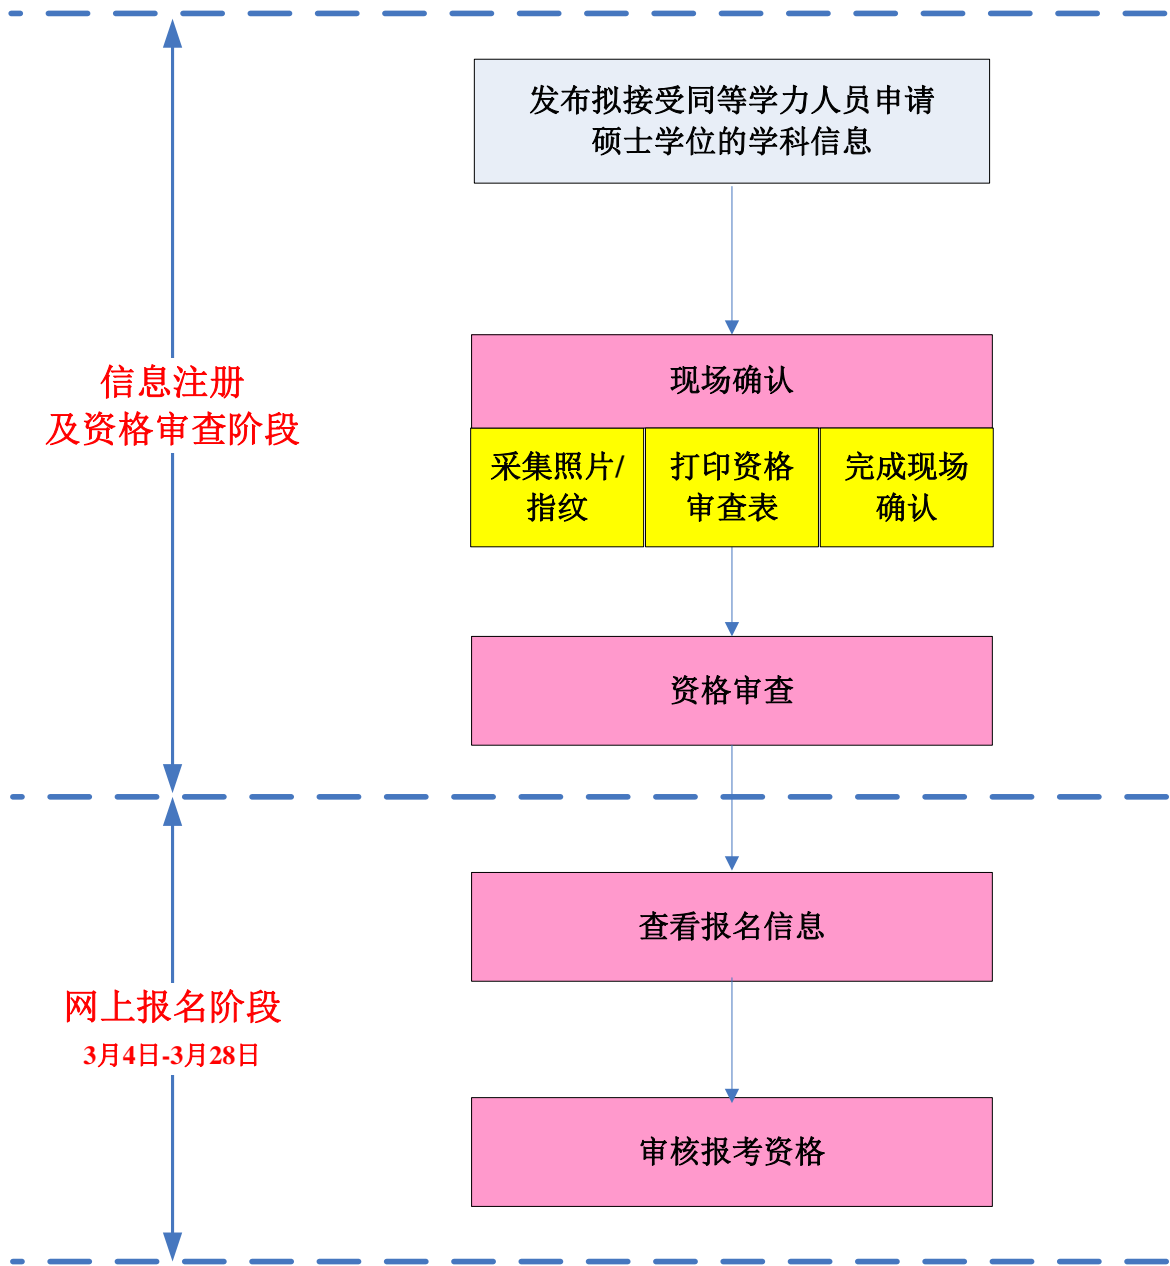 发布拟接受同等学力人员申请
硕士学位的学科信息
现场确认
信息注册
及资格审查阶段
采集照片/
指纹
打印资格
审查表
完成现场
确认
资格审查
查看报名信息
网上报名阶段
3月4日-3月28日
审核报考资格